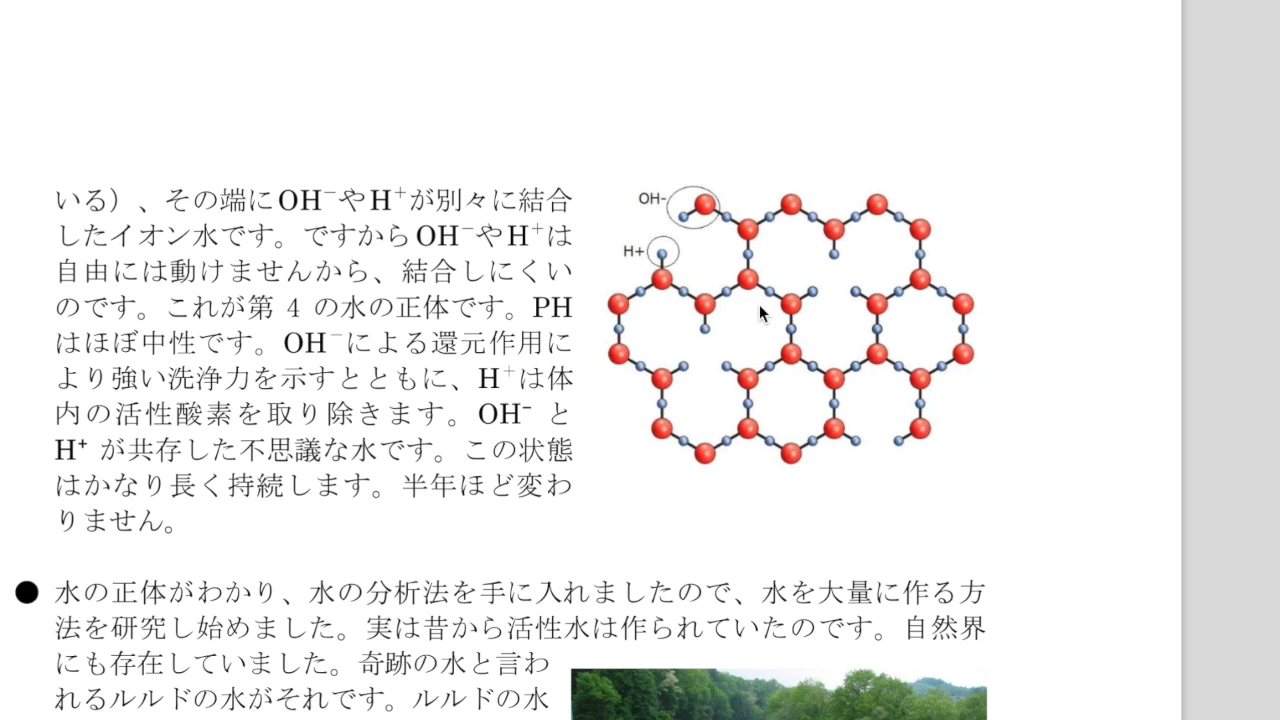 いる）、その端にOH⁻やH⁺が別々に結合
したイオン水です。ですからOH⁻やH⁺は
自由には動けませんから、結合しにくい
のです。これが第 4 の水の正体です。PH
はほぼ中性です。OH⁻による還元作用に
より強い洗浄力を示すとともに、H⁺は体
内の活性酸素を取り除きます。OH⁻ と
H⁺ が共存した不思議な水です。この状態
はかなり長く持続します。半年ほど変わ
りません。
OH-
H+
● 水の正体がわかり、水の分析法を手に入れましたので、水を大量に作る方
法を研究し始めました。実は昔から活性水は作られていたのです。自然界
にも存在していました。奇跡の水と言わ
れるルルドの水がそれです。ルルドの水